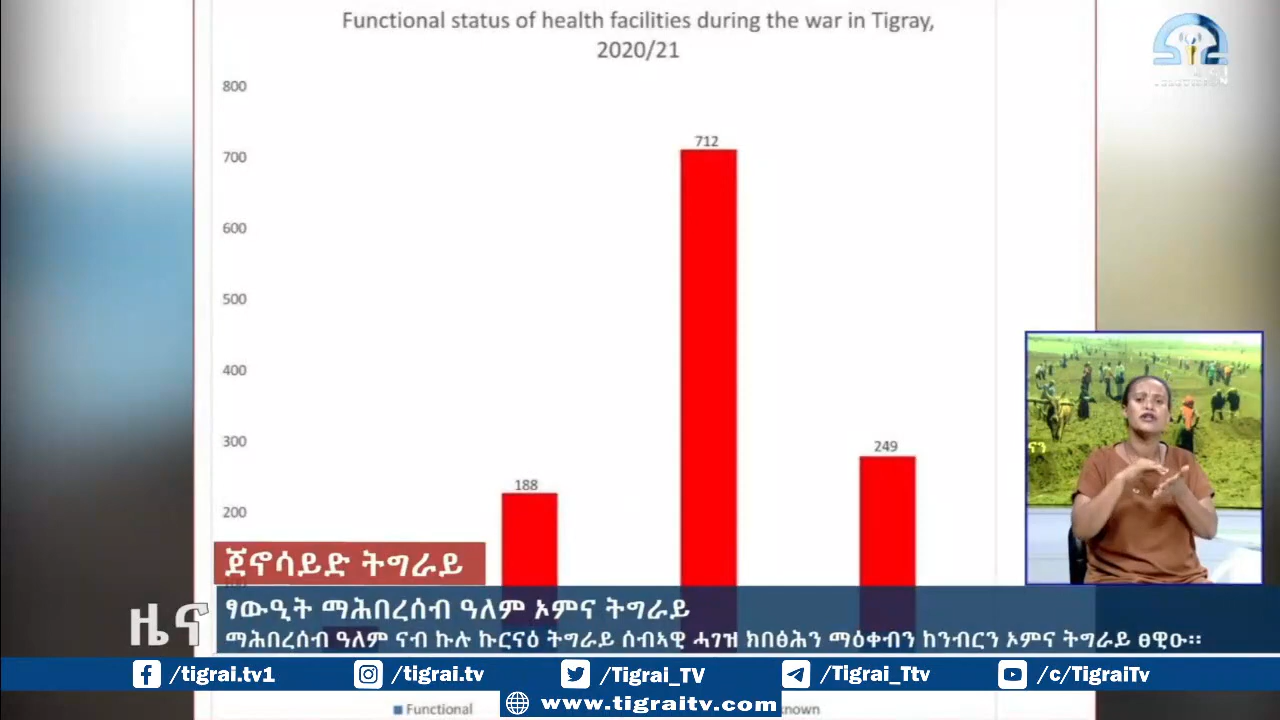 Functional status of health facilities during the war in Tigray,
2020/21
800
700
600
500
400
300
200
712
188
249
ናን
ጀኖሳይድ ትግራይ
ዜና
ፃውዒት ማሕበረሰብ ዓለም ኦምና ትግራይ
ማሕበረሰብ ዓለም ናብ ኩሉ ኩርናዕ ትግራይ ሰብኣዊ ሓገዝ ክበፅሕን ማዕቀብን ከንብርን ኦምና ትግራይ ፀዊዑ።
/tigrai.tv1
/tigrai.tv
/Tigrai_TV
/Tigrai_Ttv
/c/TigraiTv
Functional
www.tigraitv.com